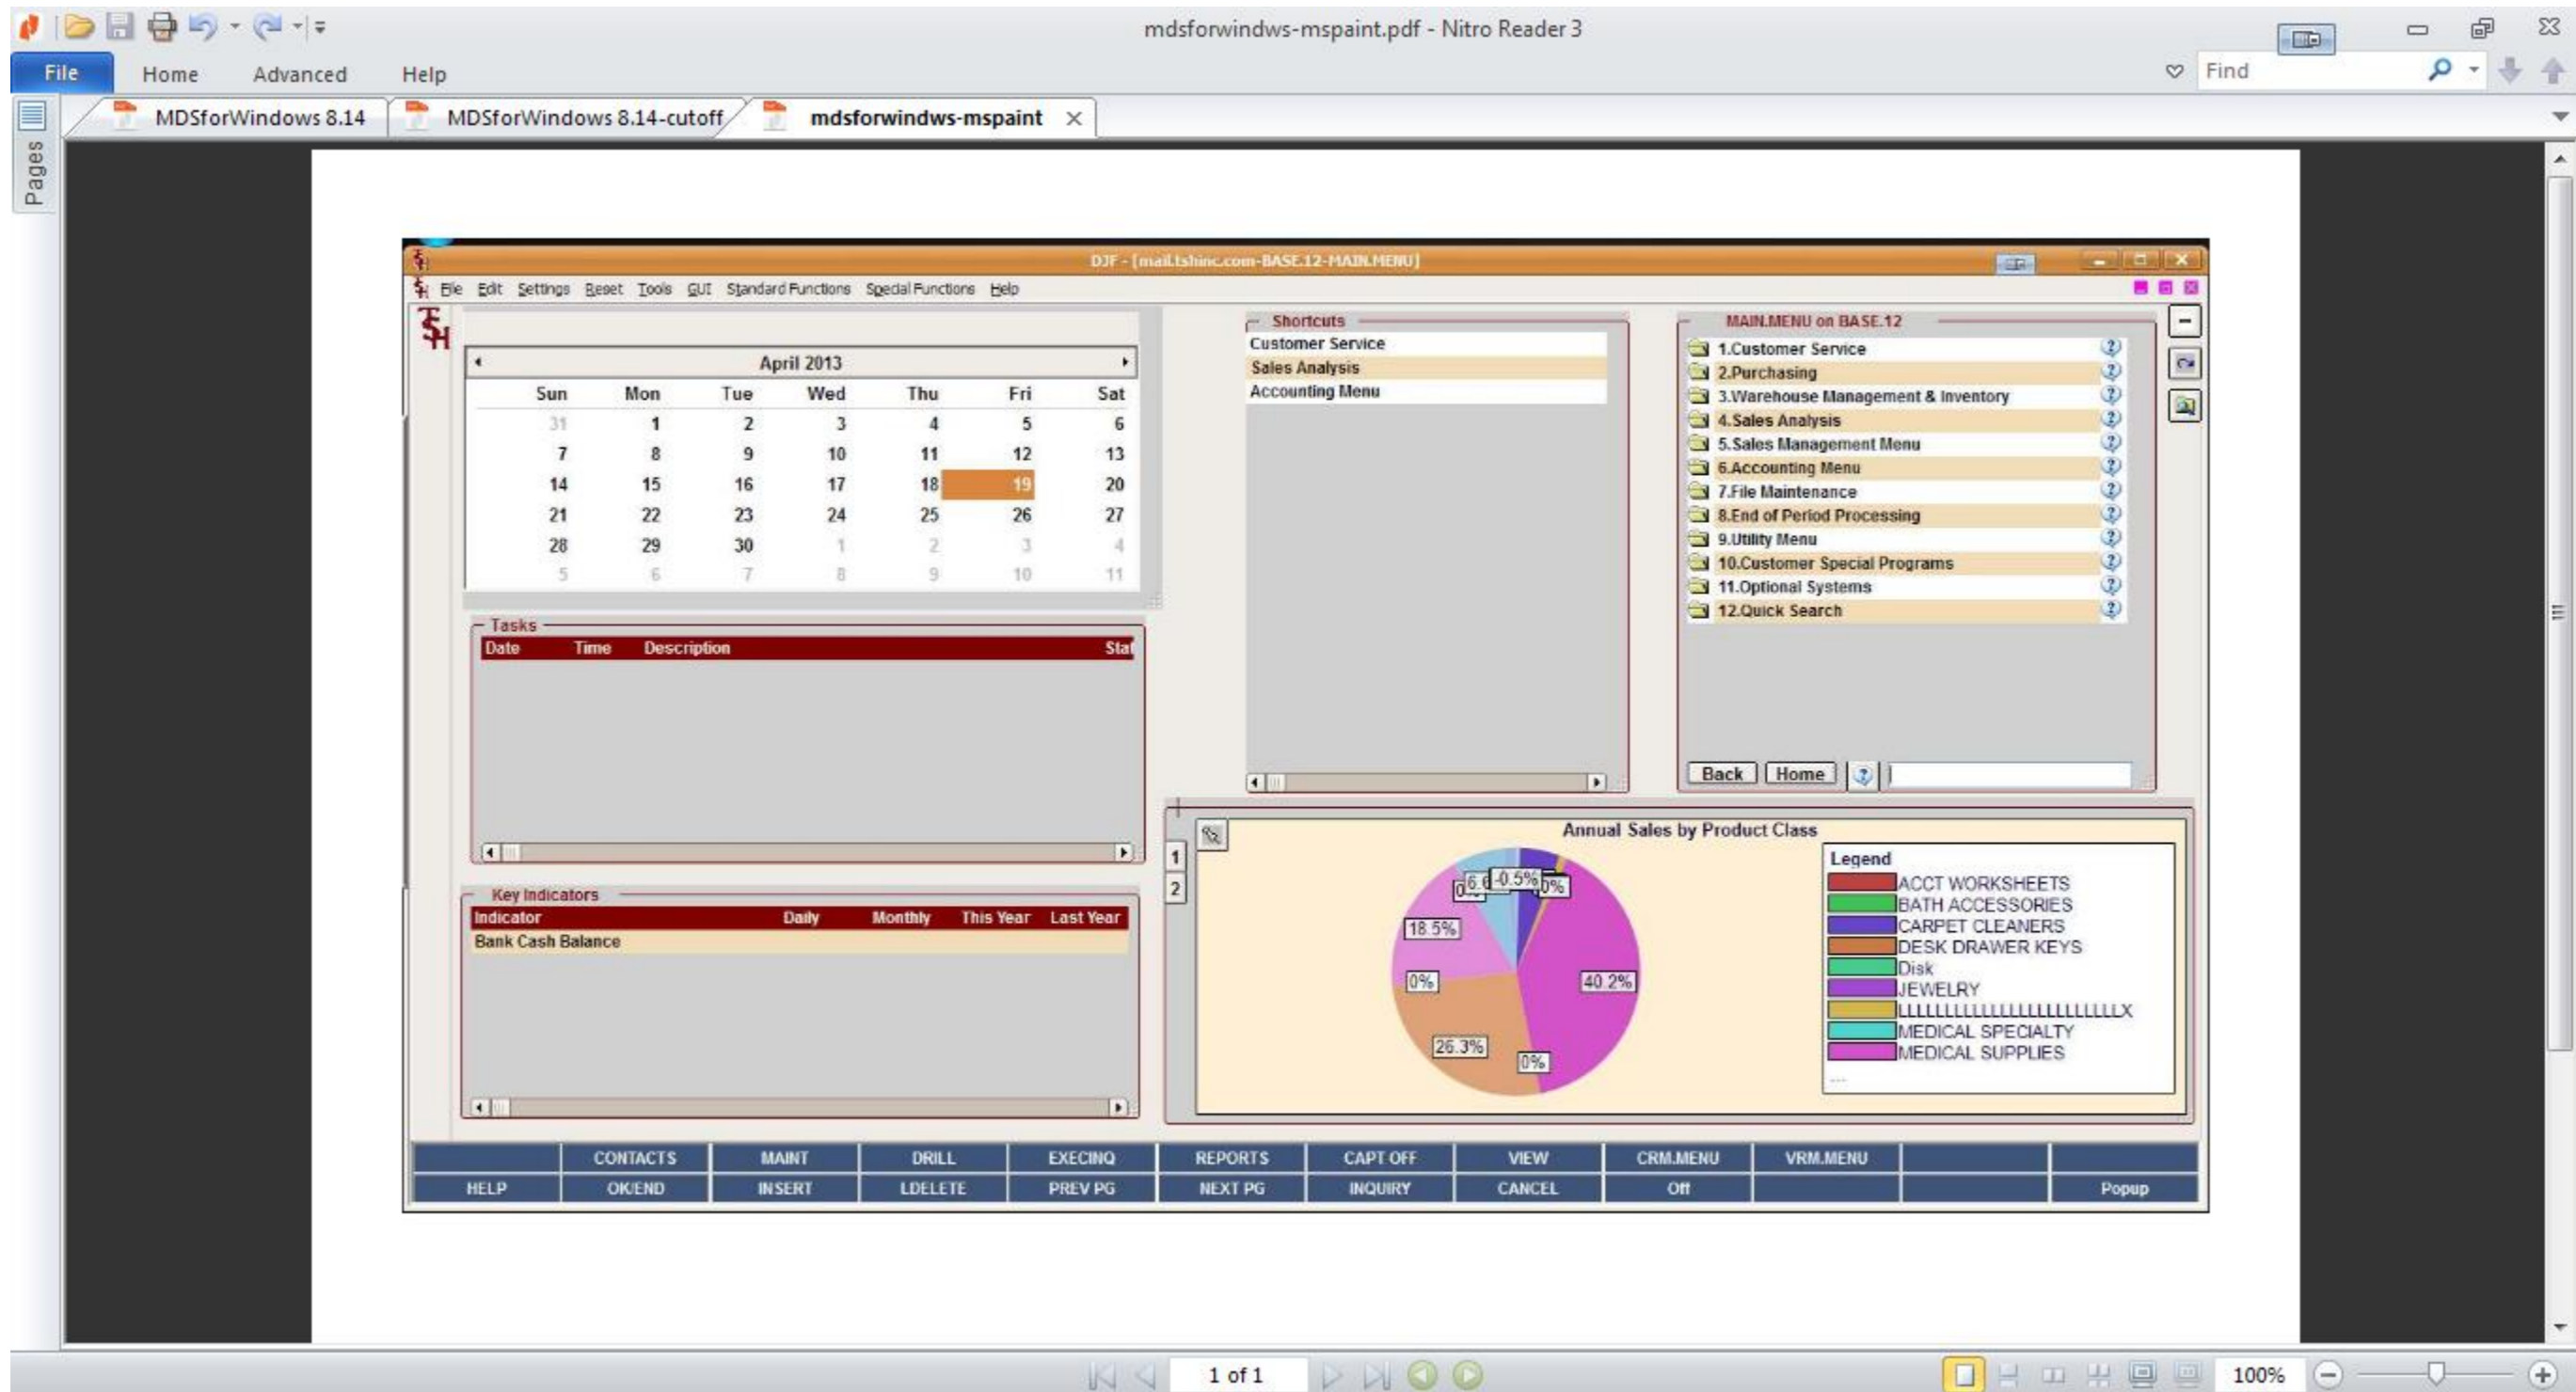 mdsforwindws-mspaint.pdf - Nitro Reader 3
File Home Advanced Help Find
MDSforWindows 8.14 MDSforWindows 8.14-cutoff mdsforwindws-mspaint
Pages
DJF - [mail.tshinc.com-BASE.12-MAIN.MENU]
File Edit Settings Reset Tools GUI Standard Functions Special Functions Help
TSH
April 2013
Sun Mon Tue Wed Thu Fri Sat
31 1 2 3 4 5 6
7 8 9 10 11 12 13
14 15 16 17 18 19 20
21 22 23 24 25 26 27
28 29 30 1 2 3 4
5 6 7 8 9 10 11
Shortcuts
Customer Service
Sales Analysis
Accounting Menu
MAIN.MENU on BASE.12
1.Customer Service
2.Purchasing
3.Warehouse Management & Inventory
4.Sales Analysis
5.Sales Management Menu
6.Accounting Menu
7.File Maintenance
8.End of Period Processing
9.Utility Menu
10.Customer Special Programs
11.Optional Systems
12.Quick Search
Back Home
Tasks
Date Time Description Stat
Key Indicators
Indicator Daily Monthly This Year Last Year
Bank Cash Balance
1
2
Annual Sales by Product Class
-0.5%
0%
18.5%
0%
40.2%
26.3%
0%
Legend
ACCT WORKSHEETS
BATH ACCESSORIES
CARPET CLEANERS
DESK DRAWER KEYS
Disk
JEWELRY
MEDICAL SPECIALTY
MEDICAL SUPPLIES
...
CONTACTS MAINT DRILL EXECINQ REPORTS CAPT OFF VIEW CRM.MENU VRM.MENU
HELP OK/END INSERT LDELETE PREV PG NEXT PG INQUIRY CANCEL Off Popup
1 of 1 100%